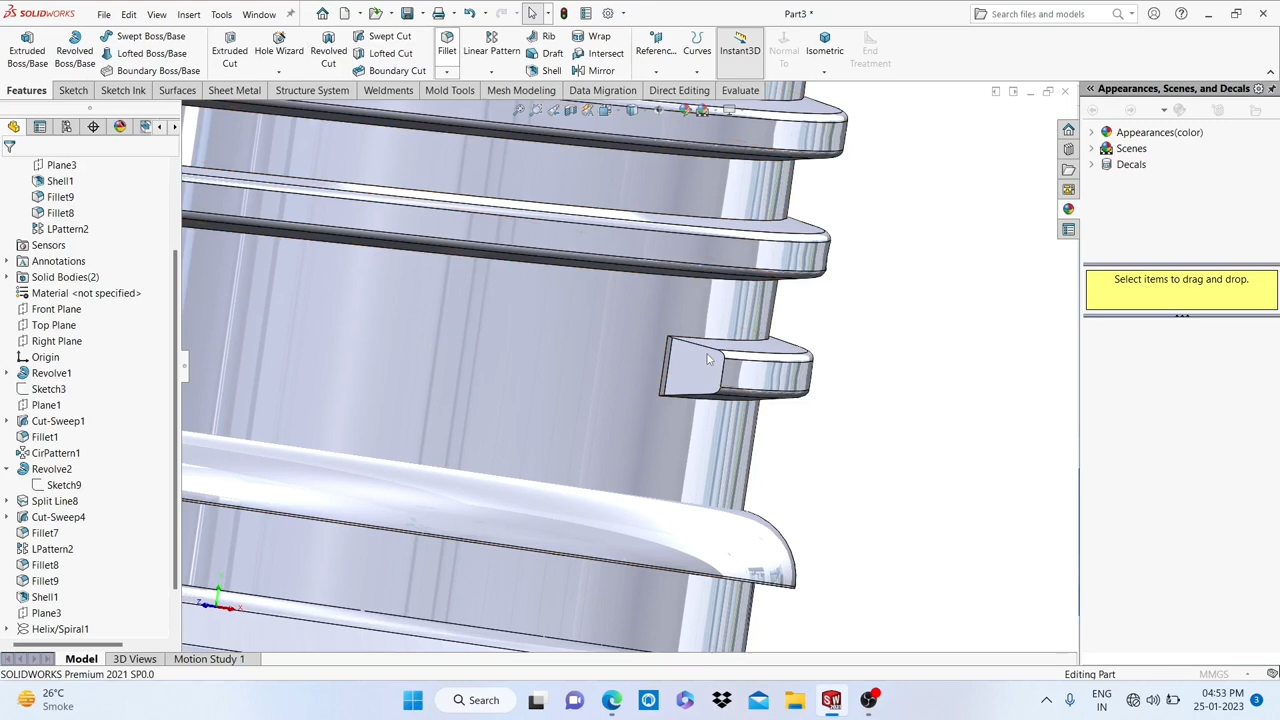 SOLIDWORKS File Edit View Insert Tools Window Part3 * Search files and models
Extruded Boss/Base Revolved Boss/Base Swept Boss/Base Lofted Boss/Base Boundary Boss/Base Extruded Cut Hole Wizard Revolved Cut Swept Cut Lofted Cut Boundary Cut Fillet Linear Pattern Rib Draft Shell Wrap Intersect Mirror Referenc... Curves Instant3D Normal To Isometric End Treatment
Features Sketch Sketch Ink Surfaces Sheet Metal Structure System Weldments Mold Tools Mesh Modeling Data Migration Direct Editing Evaluate
Appearances, Scenes, and Decals
Appearances(color)
Scenes
Decals
Select items to drag and drop.
Plane3
Shell1
Fillet9
Fillet8
LPattern2
Sensors
Annotations
Solid Bodies(2)
Material <not specified>
Front Plane
Top Plane
Right Plane
Origin
Revolve1
Sketch3
Plane1
Cut-Sweep1
Fillet1
CirPattern1
Revolve2
Sketch9
Split Line8
Cut-Sweep4
Fillet7
LPattern2
Fillet8
Fillet9
Shell1
Plane3
Helix/Spiral1
Model 3D Views Motion Study 1
SOLIDWORKS Premium 2021 SP0.0 Editing Part MMGS
26°C
Smoke
Search
ENG
IN
04:53 PM
25-01-2023